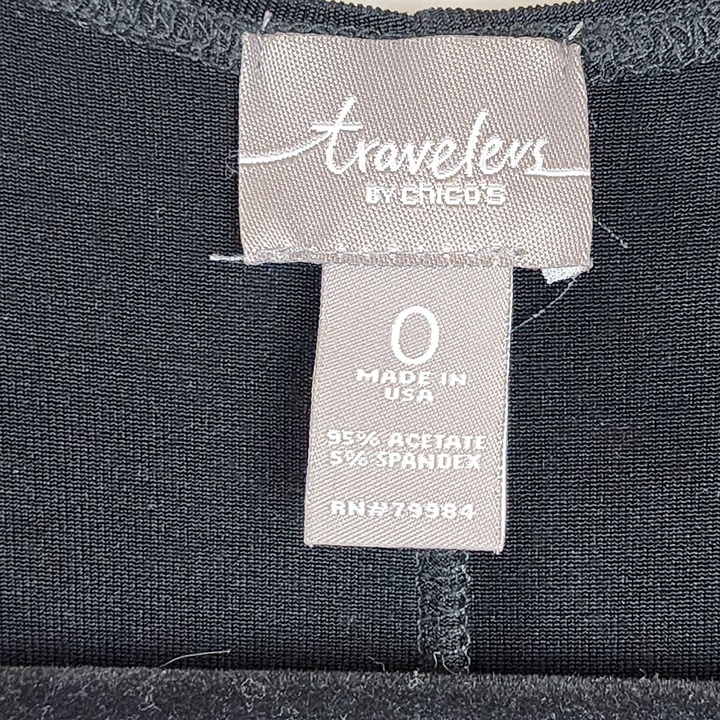 travelers
BY CHICO'S
0
MADE IN
USA
95% ACETATE
5% SPANDEX
RN#79984